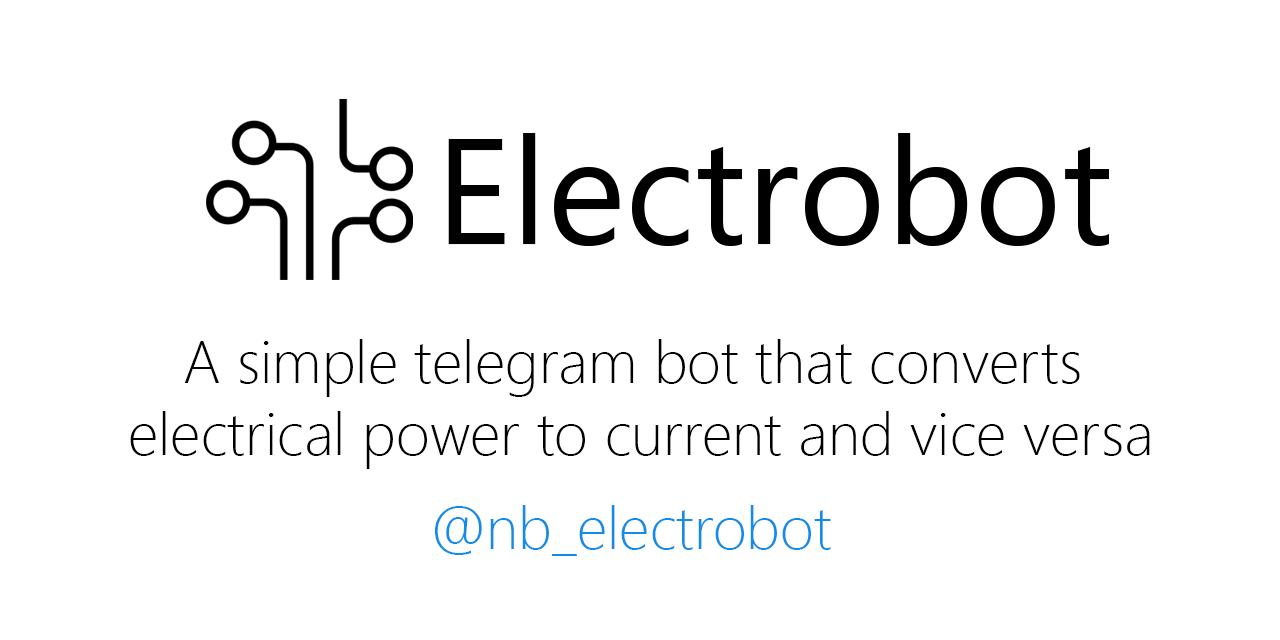 Electrobot
A simple telegram bot that converts
electrical power to current and vice versa
@nb_electrobot